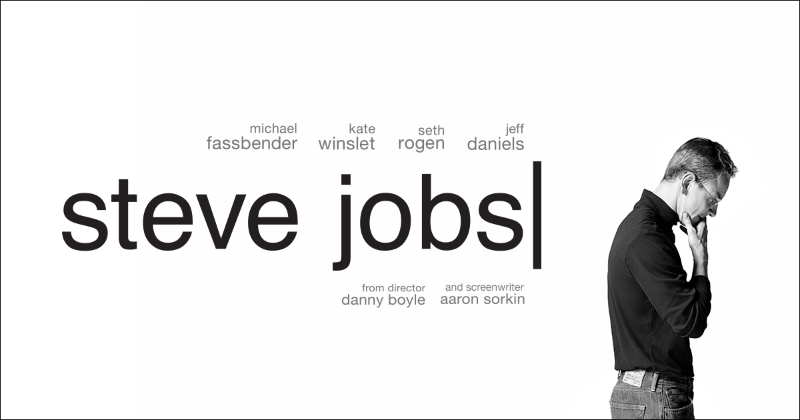 michael fassbender
kate winslet
seth rogen
jeff daniels
steve jobs|
from director danny boyle
and screenwriter aaron sorkin